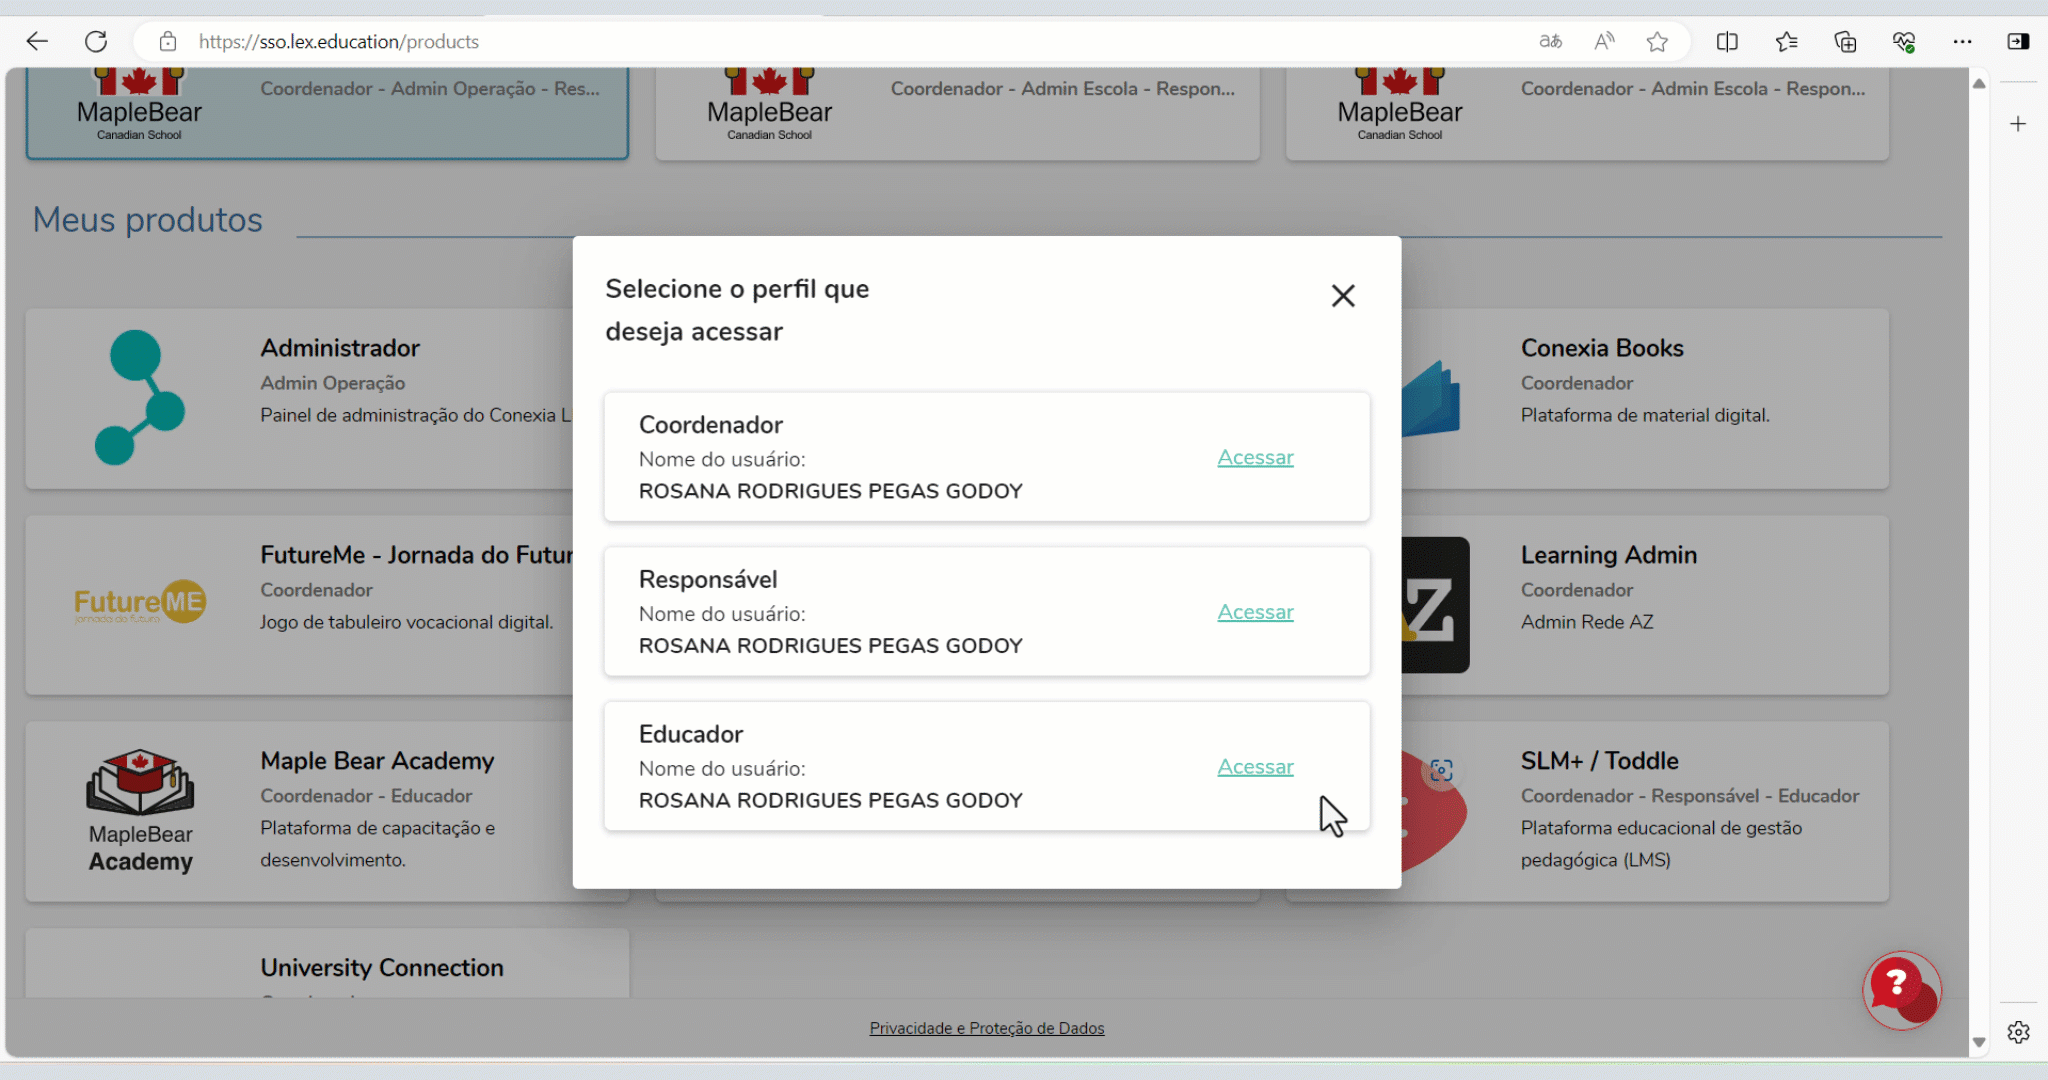 https://sso.lex.education/products
MapleBear
Canadian School
Coordenador - Admin Operação - Res...
MapleBear
Canadian School
Coordenador - Admin Escola - Respon...
MapleBear
Canadian School
Coordenador - Admin Escola - Respon...
Meus produtos
Selecione o perfil que
deseja acessar
Coordenador
Nome do usuário:
ROSANA RODRIGUES PEGAS GODOY
Acessar
Responsável
Nome do usuário:
ROSANA RODRIGUES PEGAS GODOY
Acessar
Educador
Nome do usuário:
ROSANA RODRIGUES PEGAS GODOY
Acessar
Administrador
Admin Operação
Painel de administração do Conexia L
Conexia Books
Coordenador
Plataforma de material digital.
FutureME
jornada do futuro
FutureMe - Jornada do Futur
Coordenador
Jogo de tabuleiro vocacional digital.
Z
Learning Admin
Coordenador
Admin Rede AZ
MapleBear
Academy
Maple Bear Academy
Coordenador - Educador
Plataforma de capacitação e
desenvolvimento.
SLM+ / Toddle
Coordenador - Responsável - Educador
Plataforma educacional de gestão
pedagógica (LMS)
University Connection
?
Privacidade e Proteção de Dados